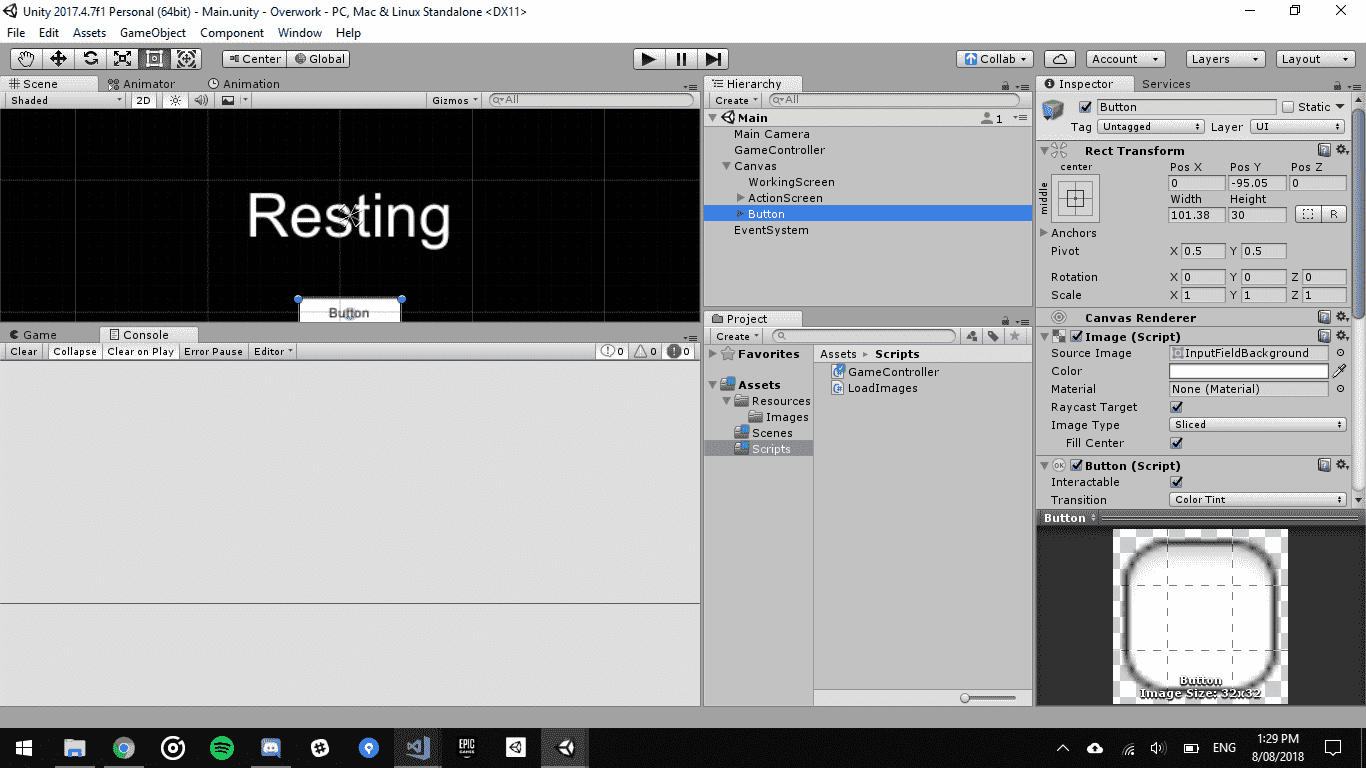 Unity 2017.4.7f1 Personal (64bit) - Main.unity - Overwork - PC, Mac & Linux Standalone <DX11>
File Edit Assets GameObject Component Window Help
Center Global
Collab Account Layers Layout
Scene Animator Animation
Shaded 2D Gizmos All
Resting
Button
Game Console
Clear Collapse Clear on Play Error Pause Editor 0 0 0
Hierarchy
Create All
Main 1
Main Camera
GameController
Canvas
WorkingScreen
ActionScreen
Button
EventSystem
Project
Create
Favorites
Assets
Resources
Images
Scenes
Scripts
Assets Scripts
GameController
LoadImages
Inspector Services
Button Static
Tag Untagged Layer UI
Rect Transform
center Pos X Pos Y Pos Z
middle 0 -95.05 0
Width Height
101.38 30 R
Anchors
Pivot X 0.5 Y 0.5
Rotation X 0 Y 0 Z 0
Scale X 1 Y 1 Z 1
Canvas Renderer
Image (Script)
Source Image InputFieldBackground
Color
Material None (Material)
Raycast Target
Image Type Sliced
Fill Center
OK Button (Script)
Interactable
Transition Color Tint
Button
Button
Image Size: 32x32
EPIC GAMES
ENG 1:29 PM
8/08/2018